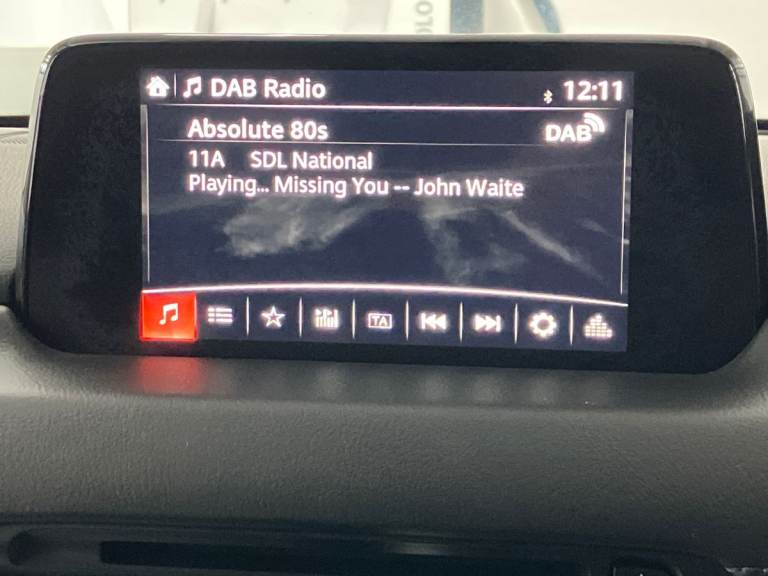 DAB Radio 12:11
Absolute 80s DAB
11A SDL National
Playing... Missing You -- John Waite
TA